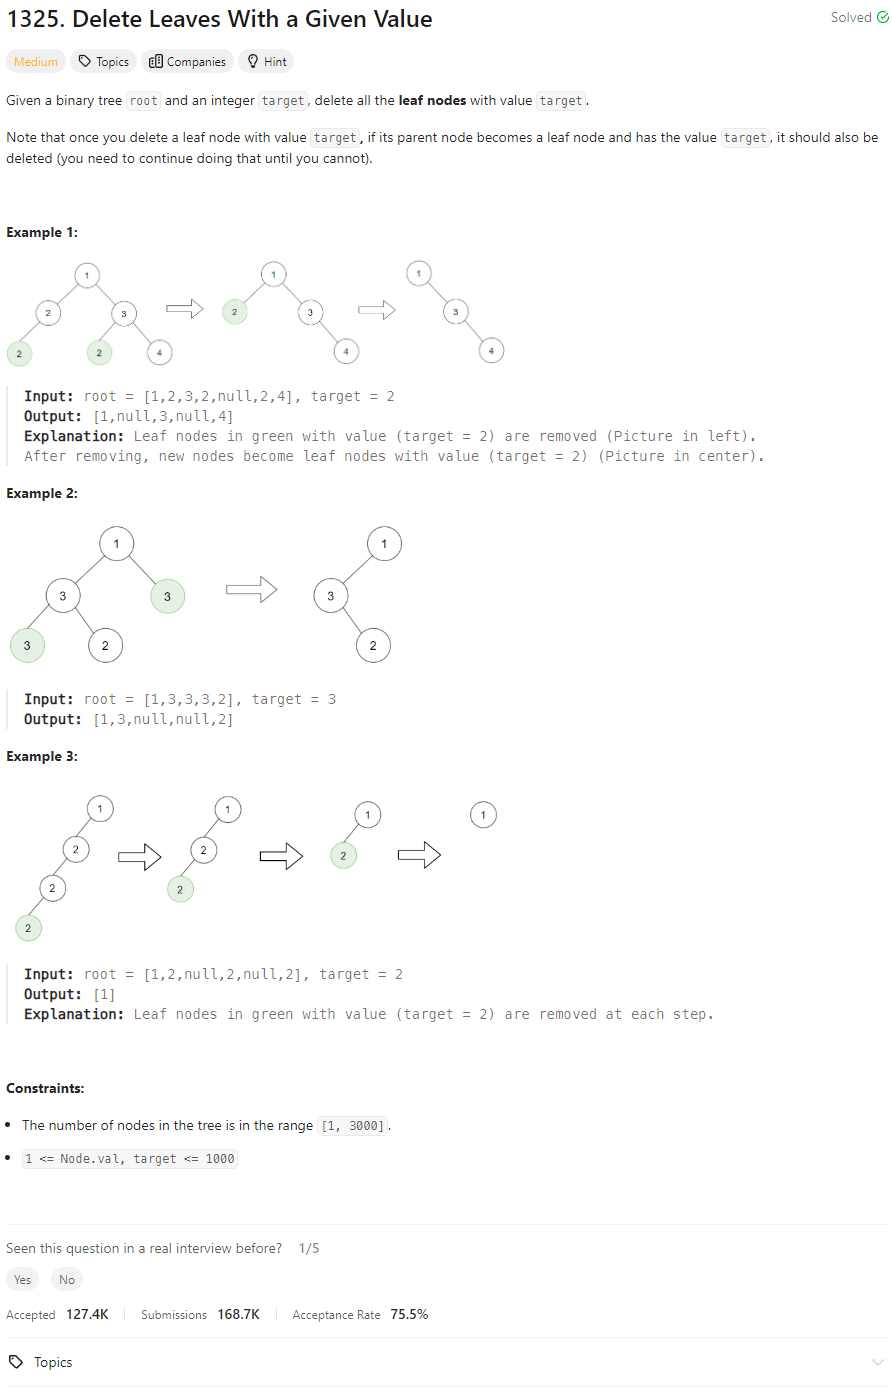 1325. Delete Leaves With a Given Value
Solved
Medium Topics Companies Hint
Given a binary tree root and an integer target, delete all the leaf nodes with value target.
Note that once you delete a leaf node with value target, if its parent node becomes a leaf node and has the value target, it should also be
deleted (you need to continue doing that until you cannot).
Example 1:
1 1 1
2 3 2 3 3
2 2 4 4 4
Input: root = [1,2,3,2,null,2,4], target = 2
Output: [1,null,3,null,4]
Explanation: Leaf nodes in green with value (target = 2) are removed (Picture in left).
After removing, new nodes become leaf nodes with value (target = 2) (Picture in center).
Example 2:
1 1
3 3 3
3 2 2
Input: root = [1,3,3,3,2], target = 3
Output: [1,3,null,null,2]
Example 3:
1 1 1 1
2 2 2
2 2
2
Input: root = [1,2,null,2,null,2], target = 2
Output: [1]
Explanation: Leaf nodes in green with value (target = 2) are removed at each step.
Constraints:
• The number of nodes in the tree is in the range [1, 3000].
• 1 <= Node.val, target <= 1000
Seen this question in a real interview before? 1/5
Yes No
Accepted 127.4K Submissions 168.7K Acceptance Rate 75.5%
Topics